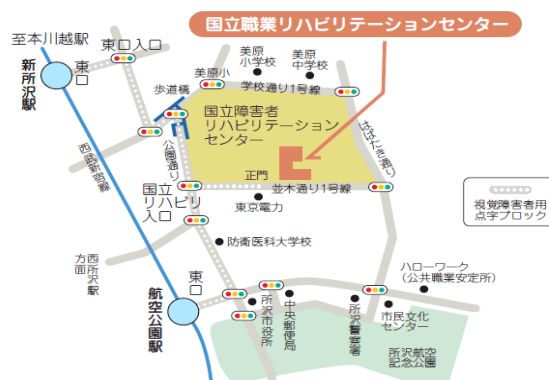 国立職業リハビリテーションセンター
至本川越駅
東口入口
新所沢駅
東口
美原
小学校
美原
中学校
美原小
学校通り1号線
歩道橋
国立障害者
リハビリテーション
センター
はなみずき通り
西武新宿線
公園通り
正門
並木通り1号線
国立
リハビリ
入口
東京電力
視覚障害者用
点字ブロック
防衛医科大学校
西所沢駅
方面
東口
航空公園駅
ハローワーク
(公共職業安定所)
所沢市役所
中央郵便局
所沢警察署
市民文化
センター
所沢航空
記念公園